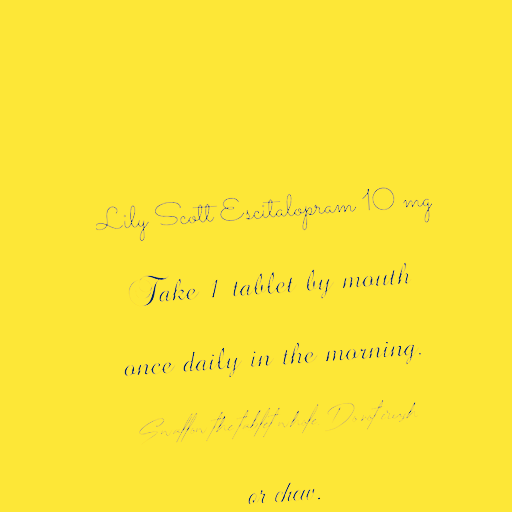 Lily Scott Escitalopram 10 mg
Take 1 tablet by mouth
once daily in the morning.
Swallow the tablet whole. Do not crush
or chew.